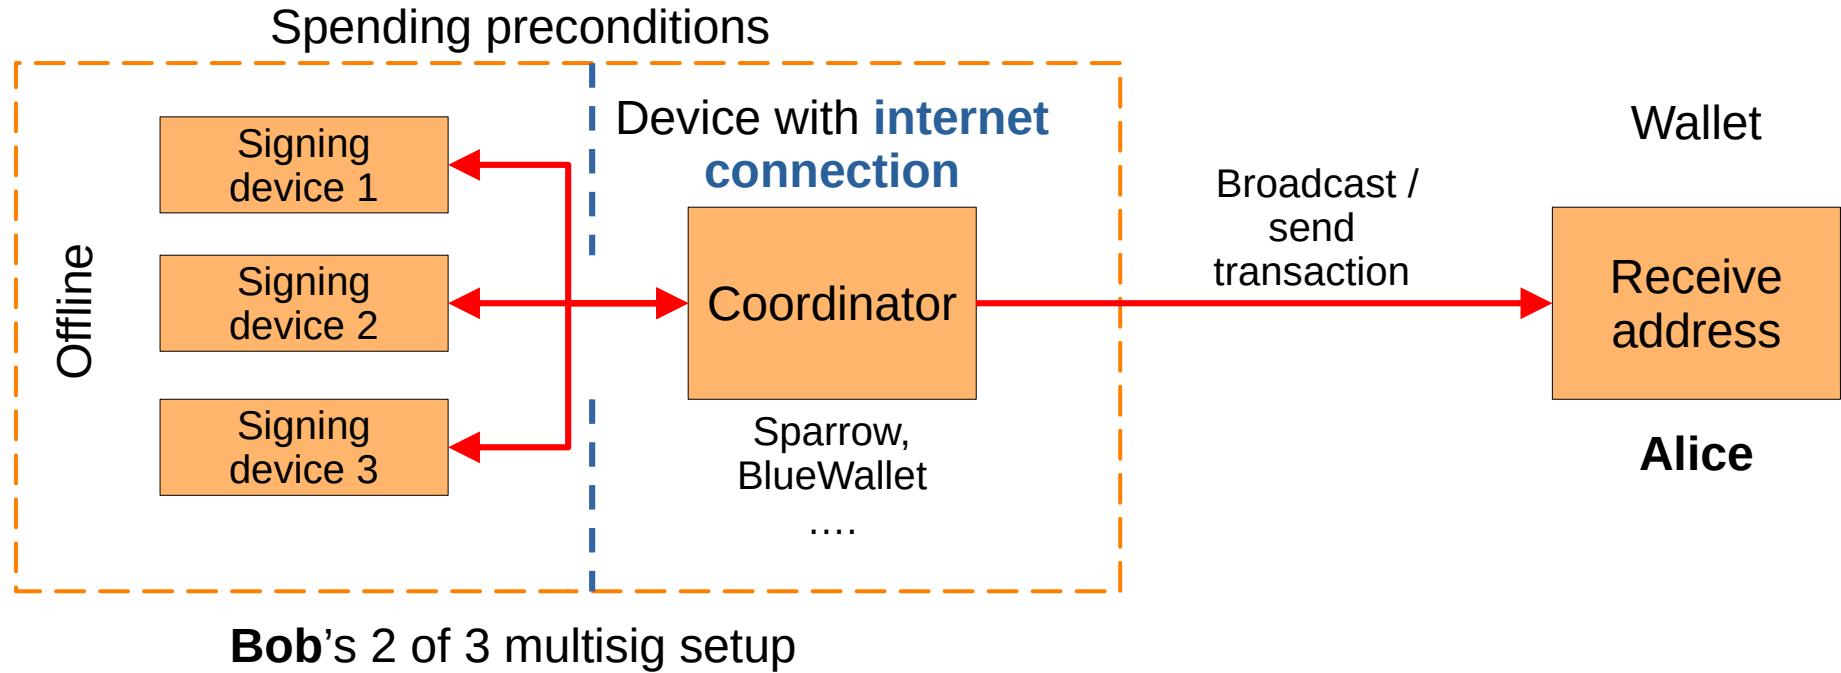 Spending preconditions
Offline
Signing
device 1
Signing
device 2
Signing
device 3
Device with internet
connection
Coordinator
Sparrow,
BlueWallet
....
Broadcast /
send
transaction
Wallet
Receive
address
Alice
Bob’s 2 of 3 multisig setup